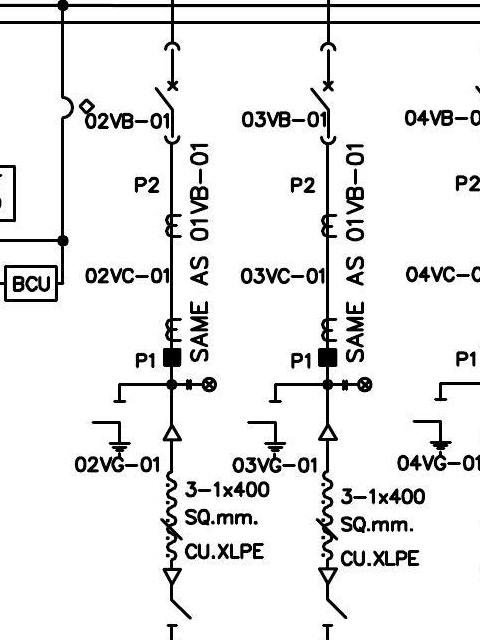 02VB-01
03VB-01
04VB-0
P2
P2
P2
SAME AS 01VB-01
SAME AS 01VB-01
02VC-01
03VC-01
04VC-0
BCU
P1
P1
P1
02VG-01
03VG-01
04VG-01
3-1x400
SQ.mm.
CU.XLPE
3-1x400
SQ.mm.
CU.XLPE